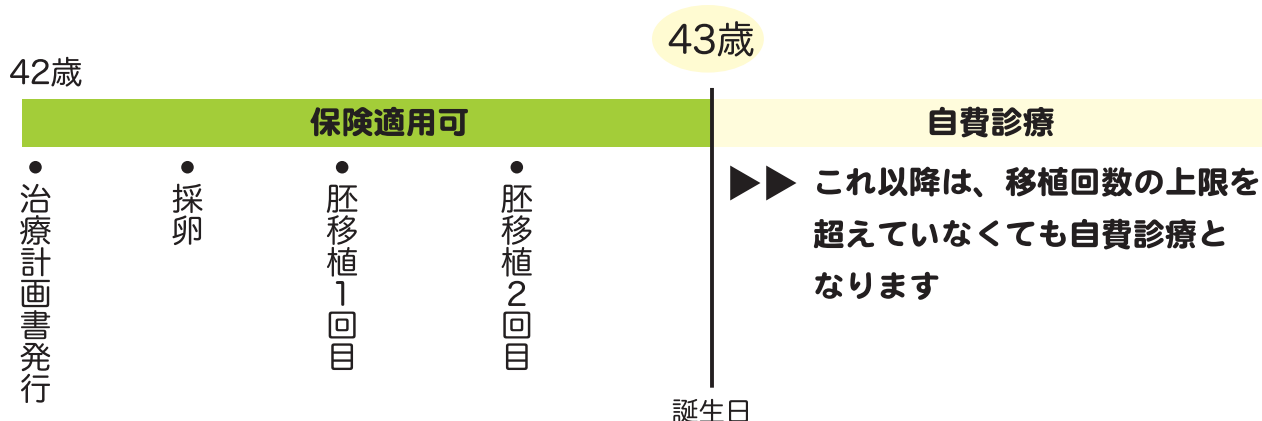 43歳
42歳
保険適用可
自費診療
●治療計画書発行
●採卵
●胚移植1回目
●胚移植2回目
▶▶ これ以降は、移植回数の上限を
超えていなくても自費診療と
なります
誕生日